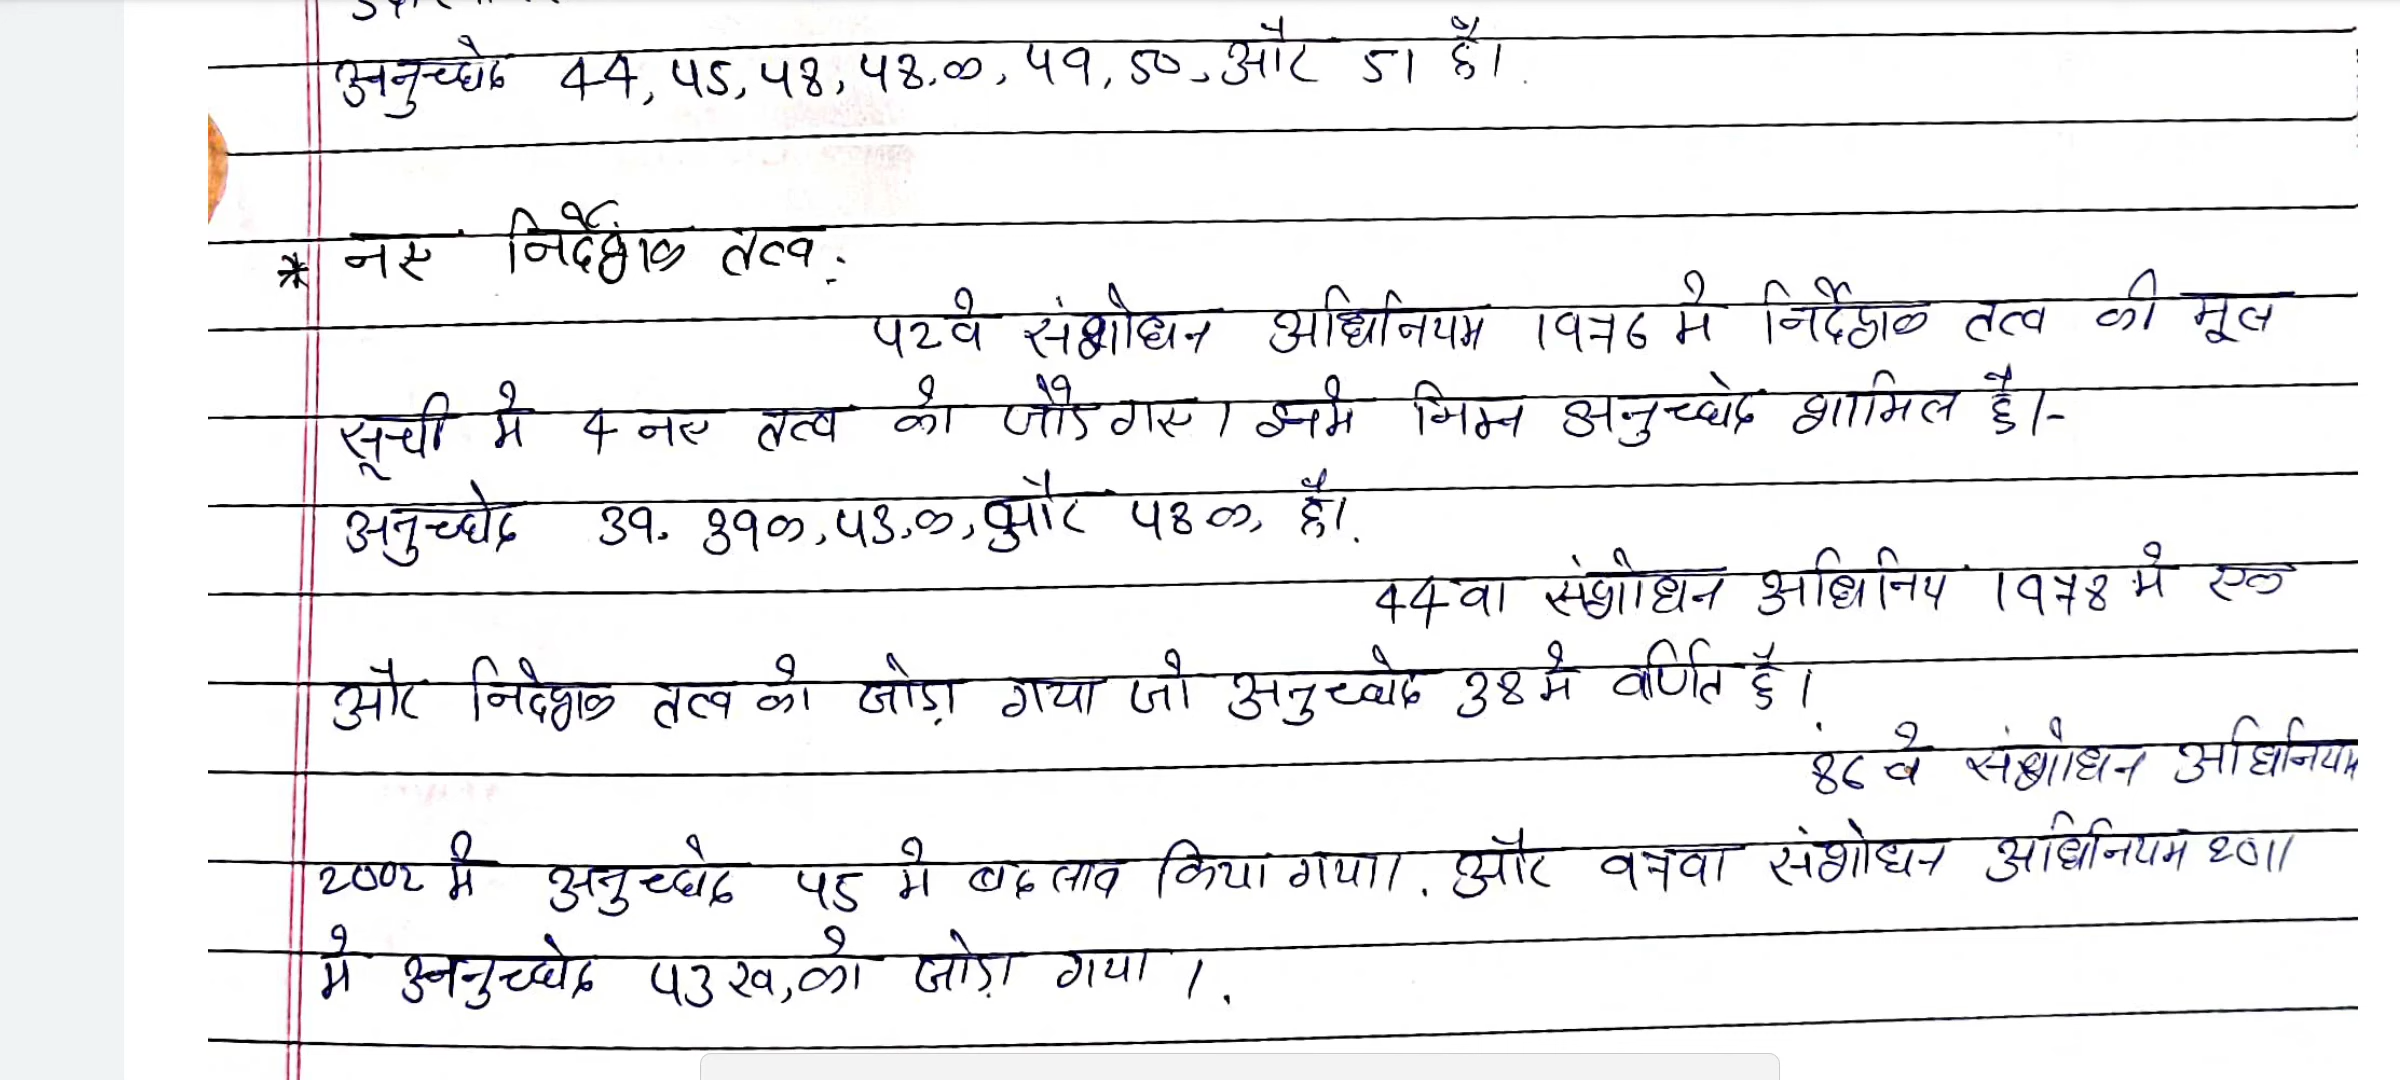 अनुच्छेद 44, 45, 48, 48.क, 49, 50, और 51 है।
* नए निर्देशक तत्व:
42वे संशोधन अधिनियम 1976 मे निर्देशक तत्व की मूल
सूची मे 4 नए तत्व को जोडे गए। इनमे निम्न अनुच्छेद शामिल है।-
अनुच्छेद 39. 39क, 43.क, और 48क, है।.
44वा संशोधन अधिनिय 1978 मे एक
और निदेशक तत्व को जोड़ा गया जो अनुच्छेद 38 मे वर्णित है।
86 वे संशोधन अधिनियम
2002 मे अनुच्छेद 45 मे बदलाव किया गया।. और 97वा संशोधन अधिनियम 2011
मे अनुच्छेद 43ख, को जोड़ा गया।.